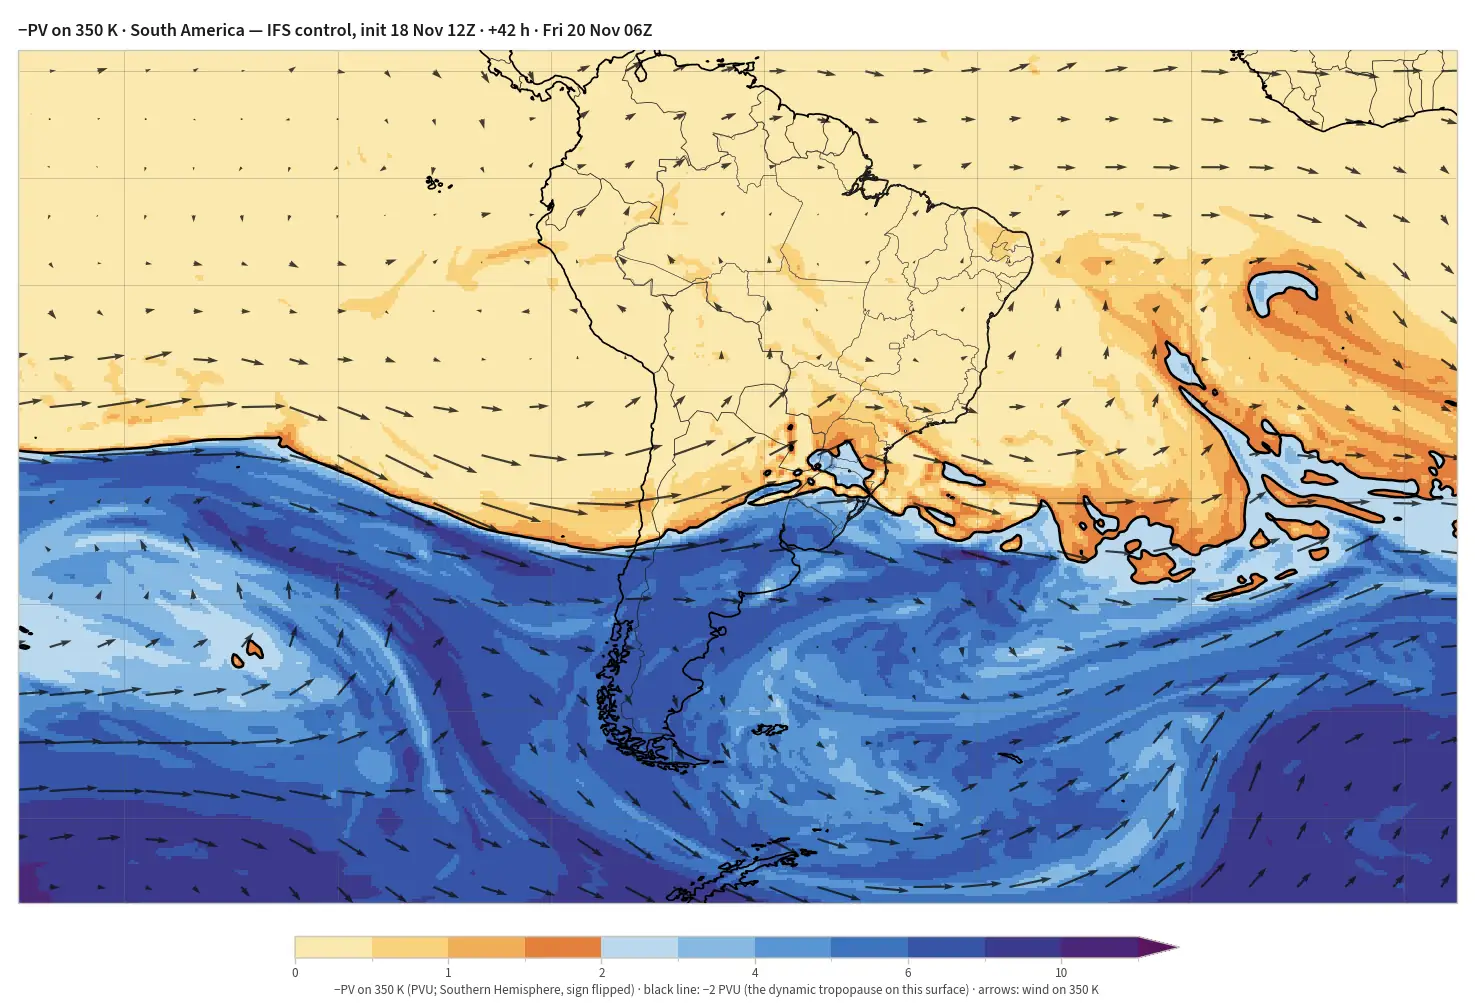 −PV on 350 K · South America — IFS control, init 18 Nov 12Z · +42 h · Fri 20 Nov 06Z
0 1 2 4 6 10
−PV on 350 K (PVU; Southern Hemisphere, sign flipped) · black line: −2 PVU (the dynamic tropopause on this surface) · arrows: wind on 350 K